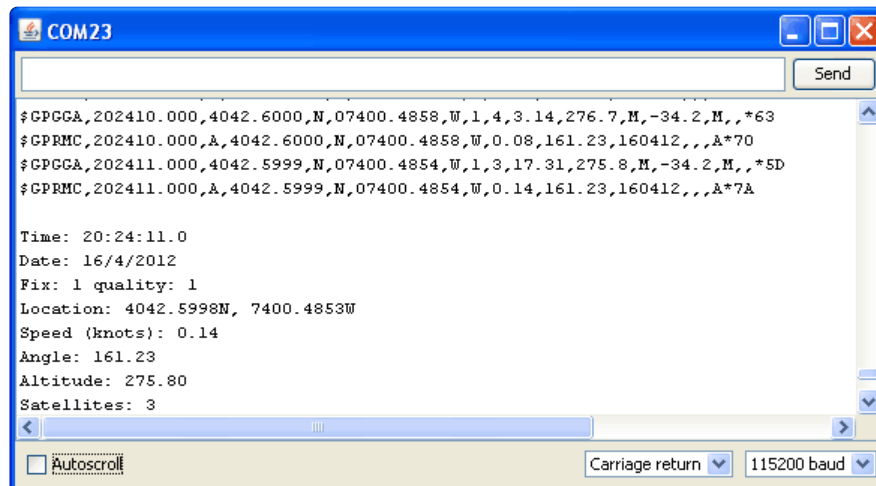 COM23
Send
$GPGGA,202410.000,4042.6000,N,07400.4858,W,1,4,3.14,276.7,M,-34.2,M,,*63
$GPRMC,202410.000,A,4042.6000,N,07400.4858,W,0.08,161.23,160412,,,A*70
$GPGGA,202411.000,4042.5999,N,07400.4854,W,1,3,17.31,275.8,M,-34.2,M,,*5D
$GPRMC,202411.000,A,4042.5999,N,07400.4854,W,0.14,161.23,160412,,,A*7A
Time: 20:24:11.0
Date: 16/4/2012
Fix: 1 quality: 1
Location: 4042.5998N, 7400.4853W
Speed (knots): 0.14
Angle: 161.23
Altitude: 275.80
Satellites: 3
Autoscroll
Carriage return
115200 baud